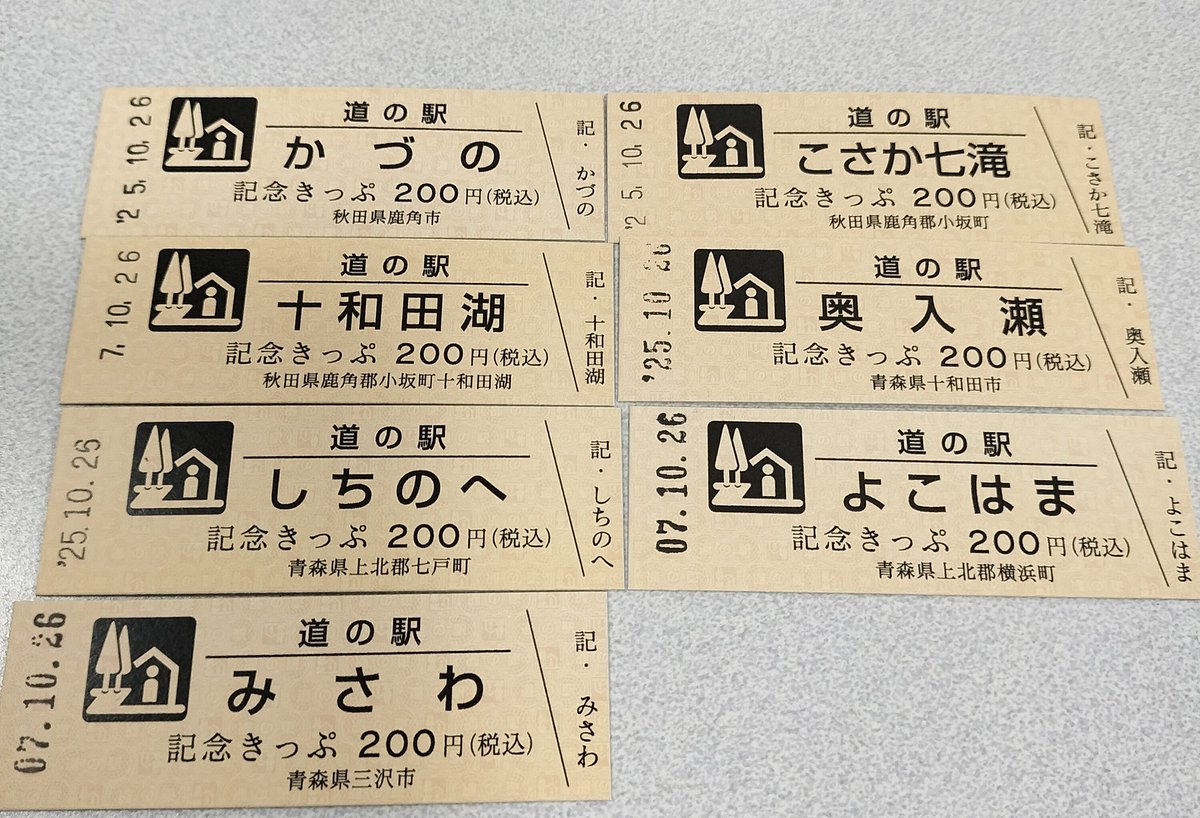 '25.10.26
道の駅
かづの
記念きっぷ 200円(税込)
秋田県鹿角市
記・かづの
'25.10.26
道の駅
こさか七滝
記念きっぷ 200円(税込)
秋田県鹿角郡小坂町
記・こさか七滝
7.10.26
道の駅
十和田湖
記念きっぷ 200円(税込)
秋田県鹿角郡小坂町十和田湖
記・十和田湖
'25.10.26
道の駅
奥入瀬
記念きっぷ 200円(税込)
青森県十和田市
記・奥入瀬
'25.10.26
道の駅
しちのへ
記念きっぷ 200円(税込)
青森県上北郡七戸町
記・しちのへ
07.10.26
道の駅
よこはま
記念きっぷ 200円(税込)
青森県上北郡横浜町
記・よこはま
07.10.26
道の駅
みさわ
記念きっぷ 200円(税込)
青森県三沢市
記・みさわ